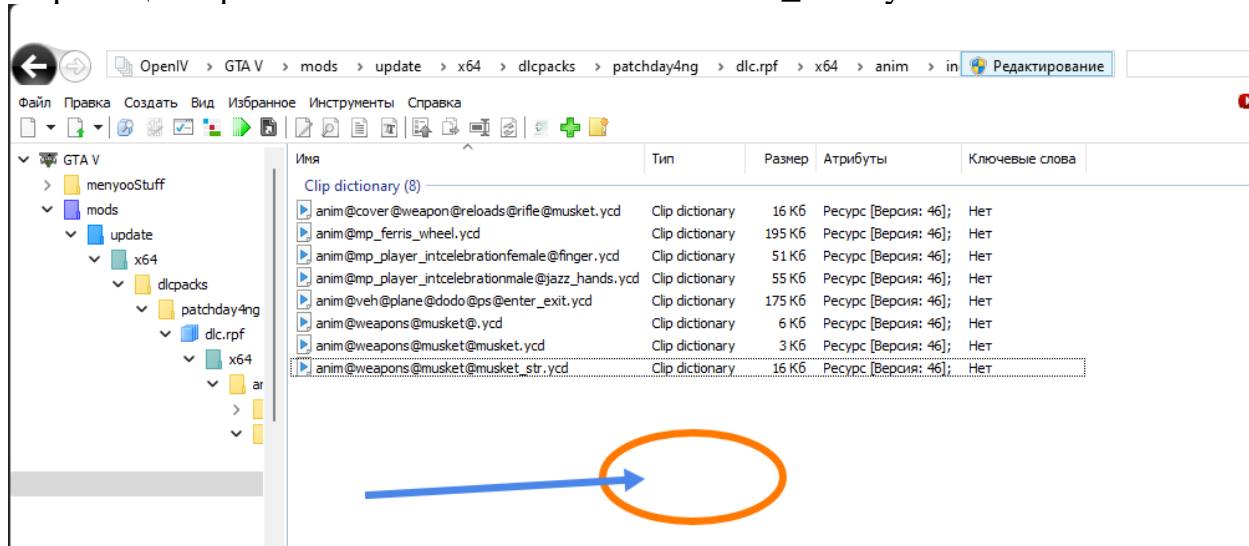 OpenIV > GTA V > mods > update > x64 > dlcpacks > patchday4ng > dlc.rpf > x64 > anim > in Редактирование
Файл Правка Создать Вид Избранное Инструменты Справка
GTA V
menyooStuff
mods
update
x64
dlcpacks
patchday4ng
dlc.rpf
x64
ar
Имя Тип Размер Атрибуты Ключевые слова
Clip dictionary (8)
anim@cover@weapon@reloads@rifle@musket.ycd Clip dictionary 16 Кб Ресурс [Версия: 46]; Нет
anim@mp_ferris_wheel.ycd Clip dictionary 195 Кб Ресурс [Версия: 46]; Нет
anim@mp_player_intcelebrationfemale@finger.ycd Clip dictionary 51 Кб Ресурс [Версия: 46]; Нет
anim@mp_player_intcelebrationmale@jazz_hands.ycd Clip dictionary 55 Кб Ресурс [Версия: 46]; Нет
anim@veh@plane@dodo@ps@enter_exit.ycd Clip dictionary 175 Кб Ресурс [Версия: 46]; Нет
anim@weapons@musket@.ycd Clip dictionary 6 Кб Ресурс [Версия: 46]; Нет
anim@weapons@musket@musket.ycd Clip dictionary 3 Кб Ресурс [Версия: 46]; Нет
anim@weapons@musket@musket_str.ycd Clip dictionary 16 Кб Ресурс [Версия: 46]; Нет